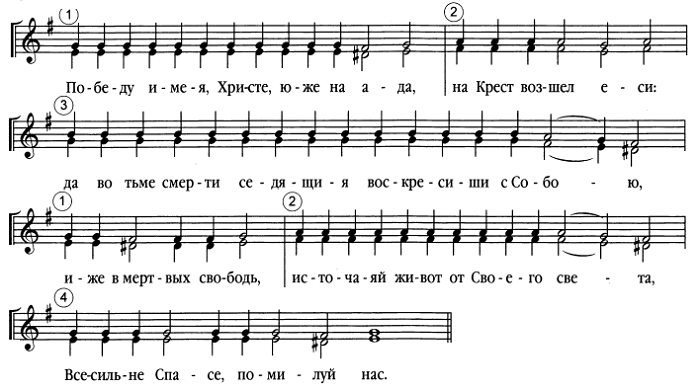 1 2
По-бе-ду и-ме-я, Хри-сте, ю-же на а-да, на Крест воз-шел е-си:
3
да во тьме смер-ти се-дя-щи-я вос-кре-си-ши с Со-бо-ю,
1 2
и-же в мерт-вых сво-бодь, ис-то-ча-яй жи-вот от Сво-е-го све-та,
4
Все-силь-не Спа-се, по-ми-луй нас.